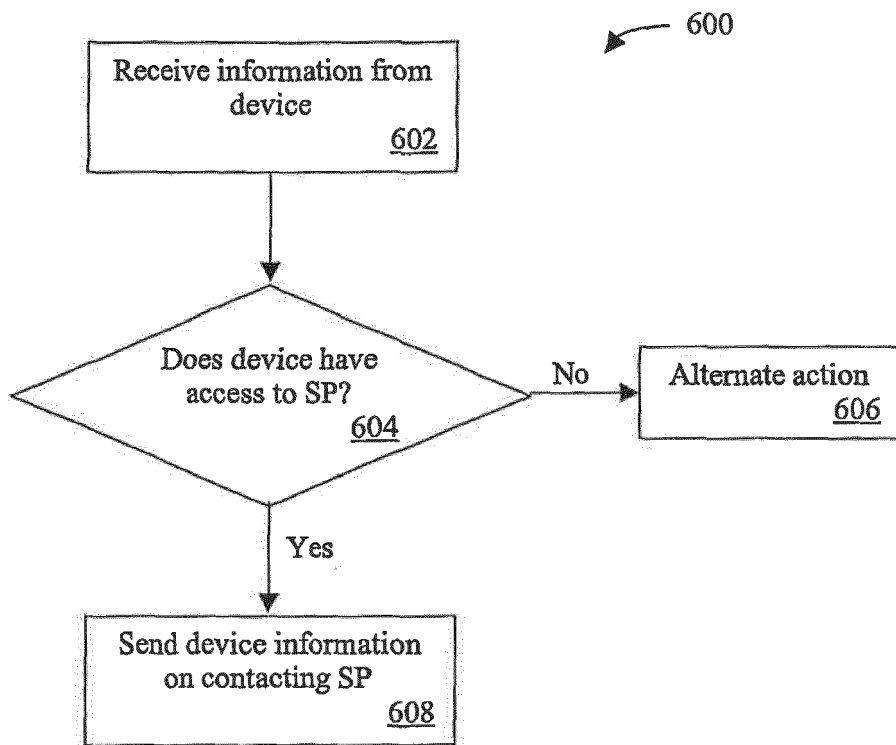 600
Receive information from
device
602
Does device have
access to SP?
604
No
Alternate action
606
Yes
Send device information
on contacting SP
608